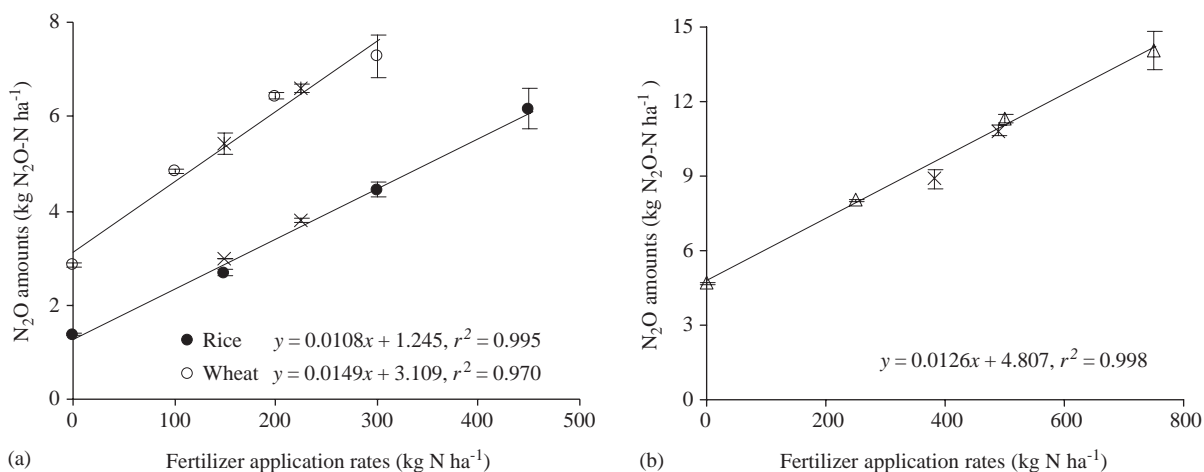 8
6
4
2
0
N₂O amounts (kg N₂O-N ha⁻¹)
Rice y = 0.0108x + 1.245, r² = 0.995
Wheat y = 0.0149x + 3.109, r² = 0.970
0 100 200 300 400 500
(a) Fertilizer application rates (kg N ha⁻¹)
15
12
9
6
3
0
N₂O amounts (kg N₂O-N ha⁻¹)
y = 0.0126x + 4.807, r² = 0.998
0 200 400 600 800
(b) Fertilizer application rates (kg N ha⁻¹)